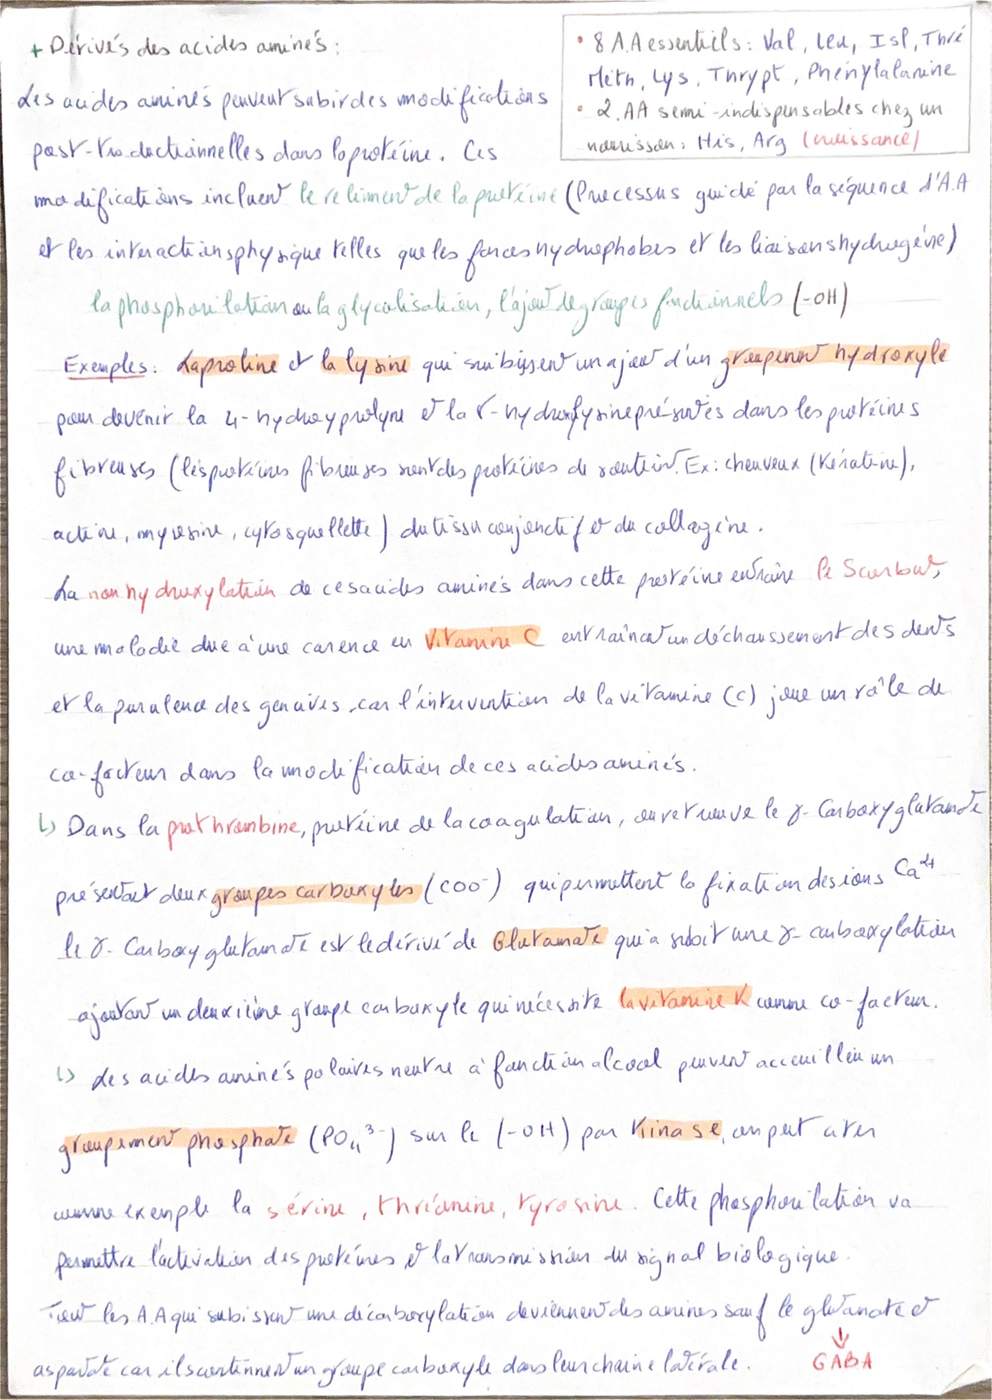 + Dérivés des acides aminés :
• 8 A.A essentiels : Val, Leu, Isl, Thré
Méth, Lys, Thrypt, Phénylalanine
• 2. AA semi-indispensables chez un
nourisson : His, Arg (naissance)
Les acides aminés peuvent subir des modifications
post-traductionnelles dans la protéine. Ces
modifications incluent le repliment de la protéine (Processus guidé par la séquence d'A.A
et les interactions physique telles que les forces hydrophobes et les liaisons hydrogène)
la phosphorilation ou la glycolisation, l'ajout de groupes fonctionnels (-OH)
Exemples : La proline et la lysine qui subissent un ajout d'un groupement hydroxyle
pour devenir la 4-hydroxyprolyne et la δ-hydroxylysine présentes dans les protéines
fibreuses (les protéines fibreuses sont des protéines de soutien. Ex : cheuveux (Kératine),
actine, myosine, cytosquellette) du tissu conjonctif et du collagène.
La non hydroxylation de ces acides aminés dans cette protéine entraine le Scorbut,
une maladie due à une carence en Vitamine C entraînant un déchaussement des dents
et la purulence des gencives, car l'intervention de la vitamine (c) joue un rôle de
co-facteur dans la modification de ces acides aminés.
↳ Dans la prothrombine, protéine de la coagulation, on retrouve le γ-Carboxyglutamate
présentant deux groupes carboxyles (COO⁻) qui permettent la fixation des ions Ca²⁺
le γ-Carboxyglutamate est le dérivé de Glutamate qui a subit une γ-carboxylation
ajoutant un deuxième groupe carboxyle qui nécessite la vitamine K comme co-facteur.
↳ Les acides aminés polaires neutre à fonction alcool peuvent acceuillir un
groupement phosphate (PO₄³⁻) sur le (-OH) par Kinase, on peut citer
comme exemple la sérine, thréonine, tyrosine. Cette phosphorilation va
permettre l'activation des protéines et la transmission du signal biologique.
Tout les A.A qui subissent une décarboxylation deviennent des amines sauf le glutamate et
aspartate car ils contiennent un groupe carboxyle dans leur chaine latérale.
↓
GABA